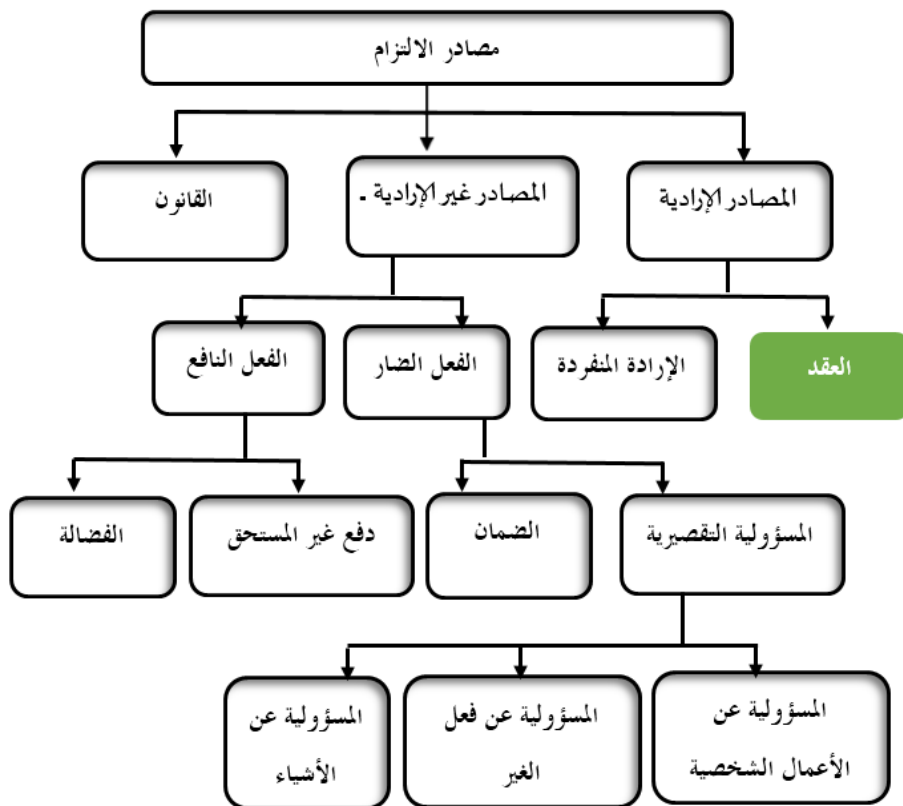 مصادر الالتزام
المصادر الإرادية
المصادر غير الإرادية -
القانون
العقد
الإرادة المنفردة
الفعل الضار
الفعل النافع
المسؤولية التقصيرية
الضمان
دفع غير المستحق
الفضالة
المسؤولية عن
الأعمال الشخصية
المسؤولية عن فعل
الغير
المسؤولية عن
الأشياء